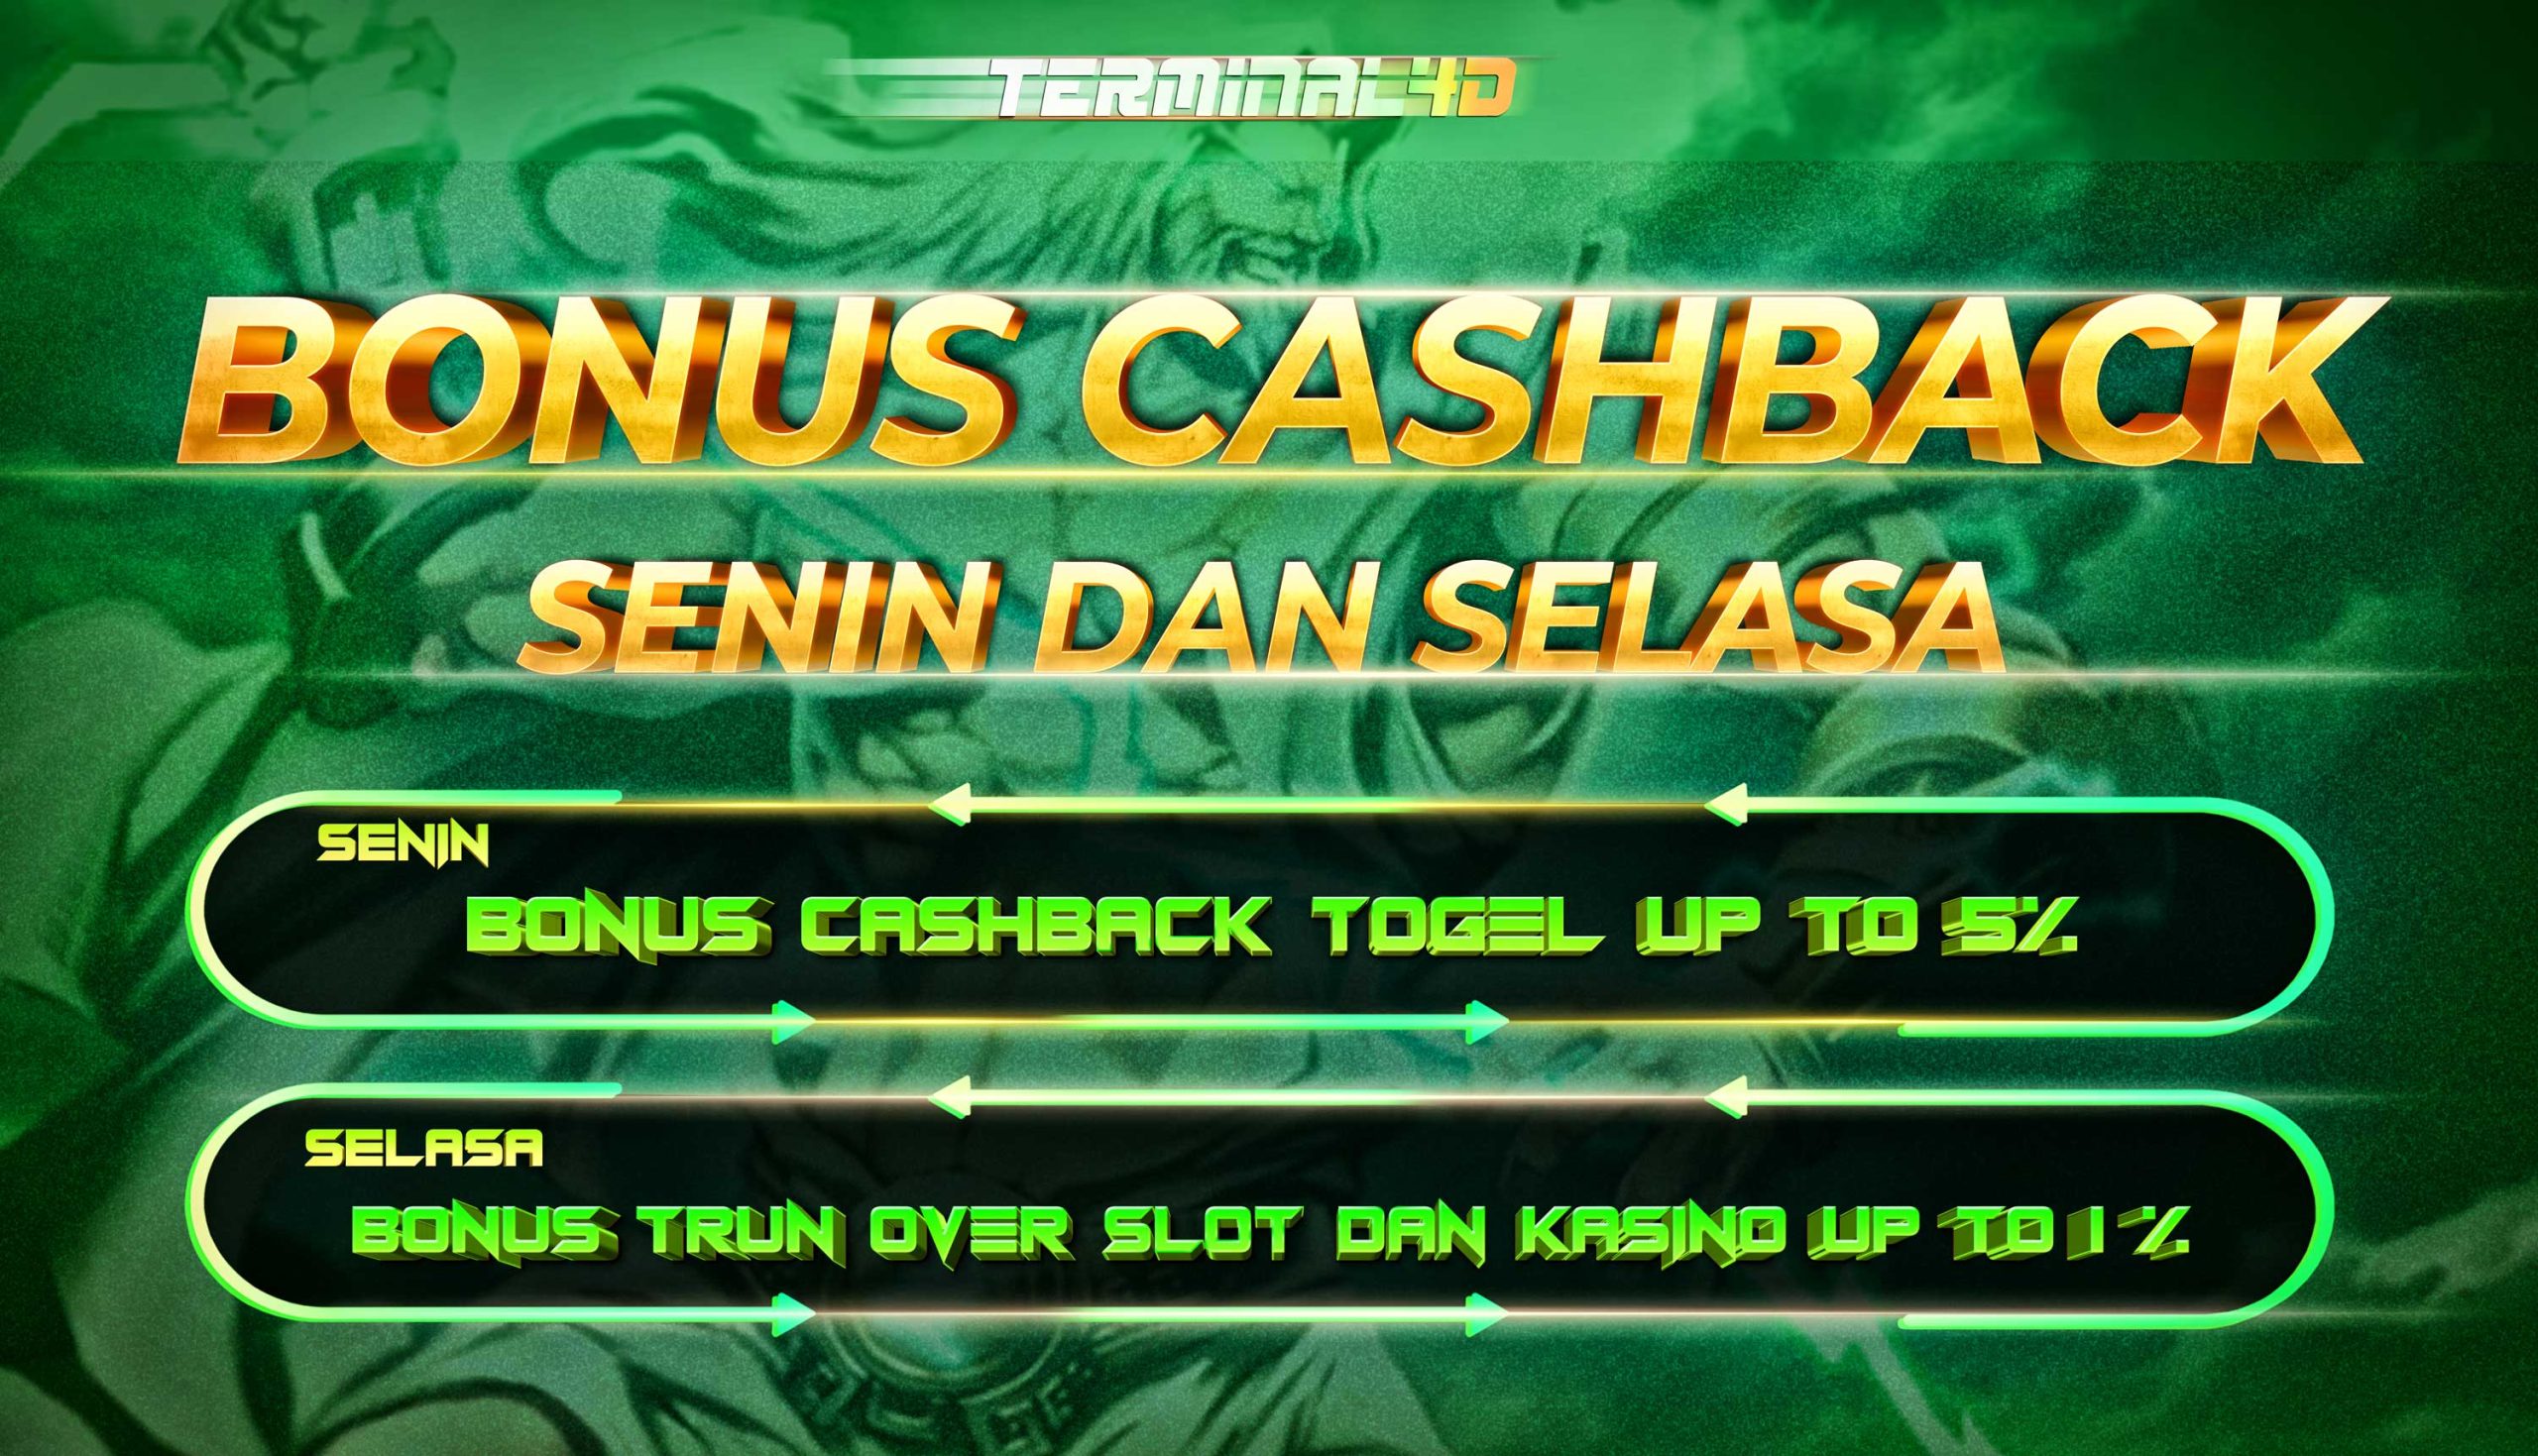 TERMINAL4D
BONUS CASHBACK
SENIN DAN SELASA
SENIN
BONUS CASHBACK TOGEL UP TO 5%
SELASA
BONUS TRUN OVER SLOT DAN KASINO UP TO 1%